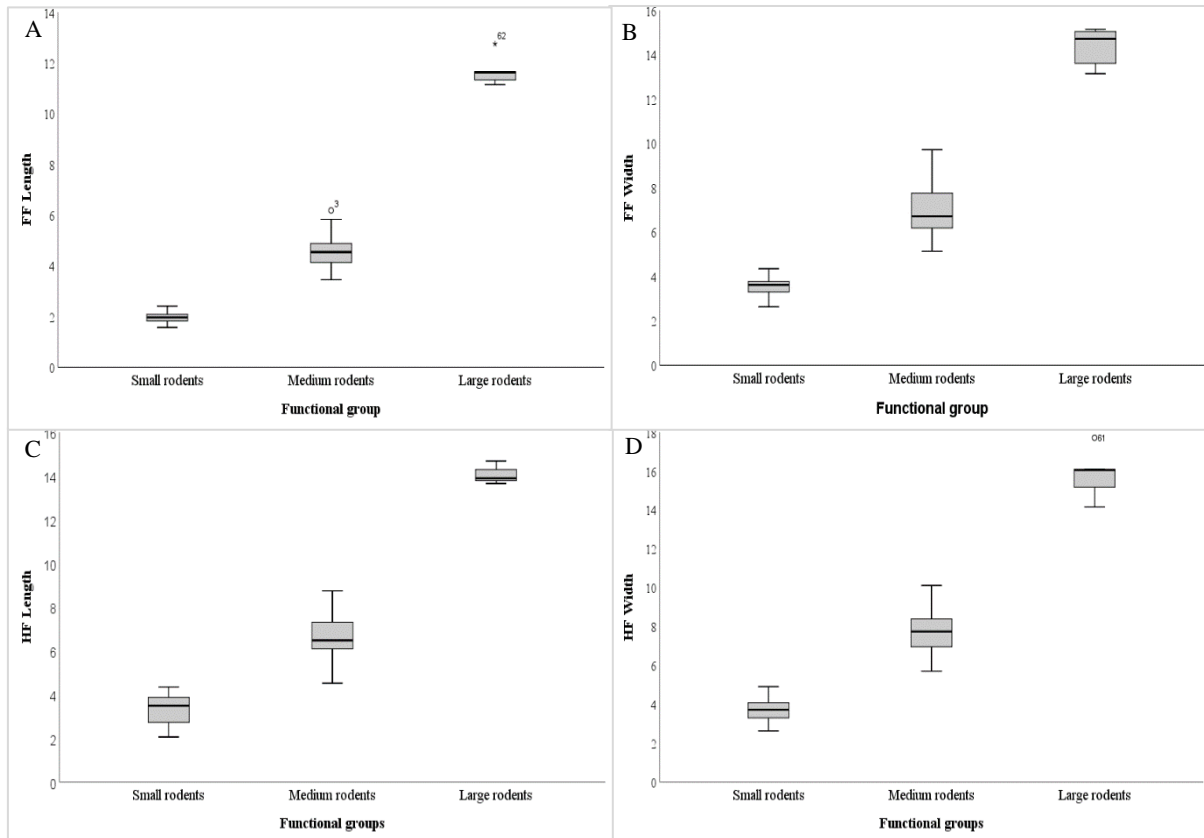 A
FF Length
14
12
10
8
6
4
2
0
*62
o3
Small rodents
Medium rodents
Large rodents
Functional group
B
FF Width
16
14
12
10
8
6
4
2
0
Small rodents
Medium rodents
Large rodents
Functional group
C
HF Length
16
14
12
10
8
6
4
2
0
Small rodents
Medium rodents
Large rodents
Functional groups
D
HF Width
18
16
14
12
10
8
6
4
2
0
O61
Small rodents
Medium rodents
Large rodents
Functional groups